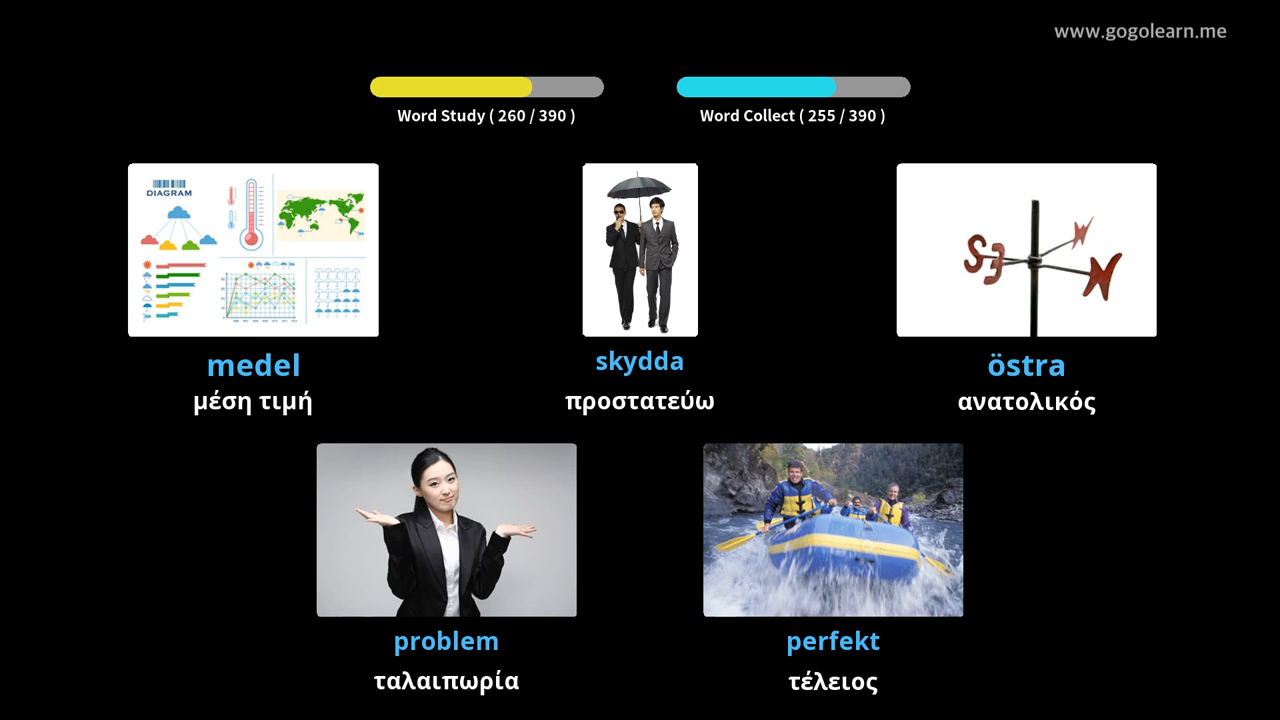 www.gogolearn.me
Word Study ( 260 / 390 )
Word Collect ( 255 / 390 )
DIAGRAM
medel
μέση τιμή
skydda
προστατεύω
östra
ανατολικός
problem
ταλαιπωρία
perfekt
τέλειος